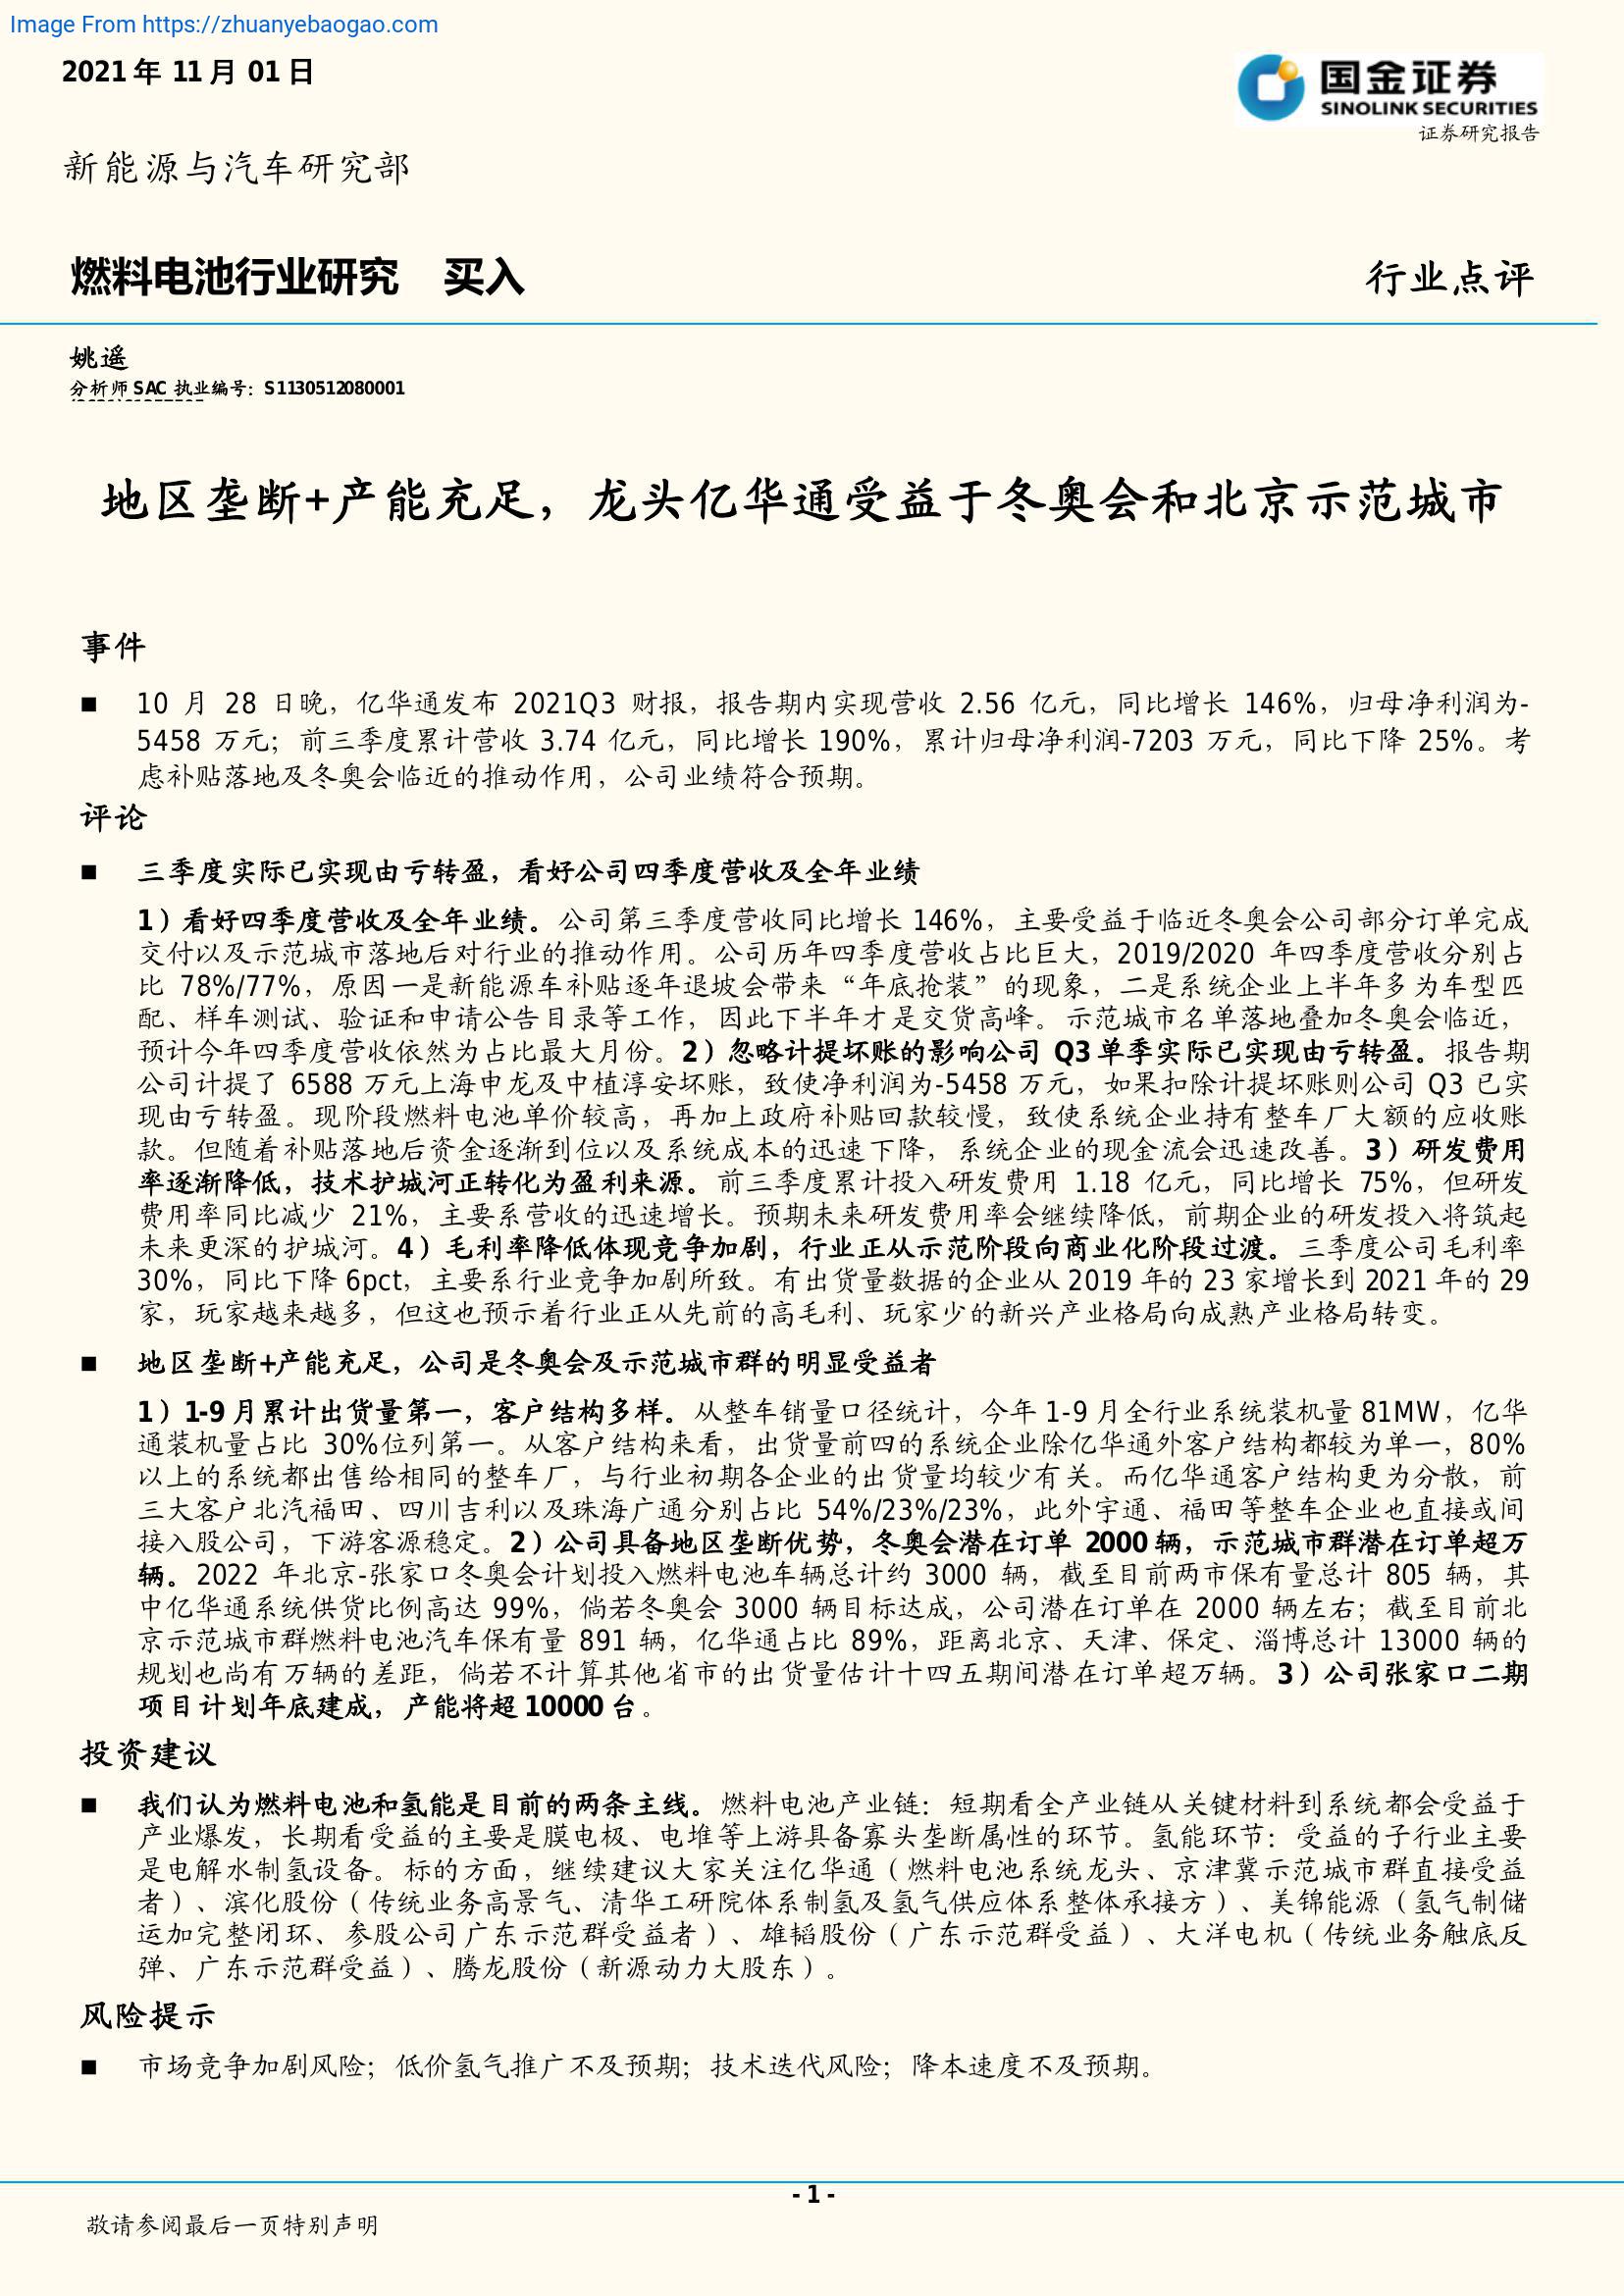 Image From https://zhuanyebaogao.com
2021 年 11 月 01 日
国金证券
SINOLINK SECURITIES
证券研究报告
新能源与汽车研究部
燃料电池行业研究 买入
行业点评
姚遥
分析师 SAC 执业编号：S1130512080001
地区垄断+产能充足，龙头亿华通受益于冬奥会和北京示范城市
事件
■ 10 月 28 日晚，亿华通发布 2021Q3 财报，报告期内实现营收 2.56 亿元，同比增长 146%，归母净利润为-
5458 万元；前三季度累计营收 3.74 亿元，同比增长 190%，累计归母净利润-7203 万元，同比下降 25%。考
虑补贴落地及冬奥会临近的推动作用，公司业绩符合预期。
评论
■ 三季度实际已实现由亏转盈，看好公司四季度营收及全年业绩
1）看好四季度营收及全年业绩。公司第三季度营收同比增长 146%，主要受益于临近冬奥会公司部分订单完成
交付以及示范城市落地后对行业的推动作用。公司历年四季度营收占比巨大，2019/2020 年四季度营收分别占
比 78%/77%，原因一是新能源车补贴逐年退坡会带来“年底抢装”的现象，二是系统企业上半年多为车型匹
配、样车测试、验证和申请公告目录等工作，因此下半年才是交货高峰。示范城市名单落地叠加冬奥会临近，
预计今年四季度营收依然为占比最大月份。2）忽略计提坏账的影响公司 Q3 单季实际已实现由亏转盈。报告期
公司计提了 6588 万元上海申龙及中植淳安坏账，致使净利润为-5458 万元，如果扣除计提坏账则公司 Q3 已实
现由亏转盈。现阶段燃料电池单价较高，再加上政府补贴回款较慢，致使系统企业持有整车厂大额的应收账
款。但随着补贴落地后资金逐渐到位以及系统成本的迅速下降，系统企业的现金流会迅速改善。3）研发费用
率逐渐降低，技术护城河正转化为盈利来源。前三季度累计投入研发费用 1.18 亿元，同比增长 75%，但研发
费用率同比减少 21%，主要系营收的迅速增长。预期未来研发费用率会继续降低，前期企业的研发投入将筑起
未来更深的护城河。4）毛利率降低体现竞争加剧，行业正从示范阶段向商业化阶段过渡。三季度公司毛利率
30%，同比下降 6pct，主要系行业竞争加剧所致。有出货量数据的企业从 2019 年的 23 家增长到 2021 年的 29
家，玩家越来越多，但这也预示着行业正从先前的高毛利、玩家少的新兴产业格局向成熟产业格局转变。
■ 地区垄断+产能充足，公司是冬奥会及示范城市群的明显受益者
1）1-9 月累计出货量第一，客户结构多样。从整车销量口径统计，今年 1-9 月全行业系统装机量 81MW，亿华
通装机量占比 30%位列第一。从客户结构来看，出货量前四的系统企业除亿华通外客户结构都较为单一，80%
以上的系统都出售给相同的整车厂，与行业初期各企业的出货量均较少有关。而亿华通客户结构更为分散，前
三大客户北汽福田、四川吉利以及珠海广通分别占比 54%/23%/23%，此外宇通、福田等整车企业也直接或间
接入股公司，下游客源稳定。2）公司具备地区垄断优势，冬奥会潜在订单 2000 辆，示范城市群潜在订单超万
辆。2022 年北京-张家口冬奥会计划投入燃料电池车辆总计约 3000 辆，截至目前两市保有量总计 805 辆，其
中亿华通系统供货比例高达 99%，倘若冬奥会 3000 辆目标达成，公司潜在订单在 2000 辆左右；截至目前北
京示范城市群燃料电池汽车保有量 891 辆，亿华通占比 89%，距离北京、天津、保定、淄博总计 13000 辆的
规划也尚有万辆的差距，倘若不计算其他省市的出货量估计十四五期间潜在订单超万辆。3）公司张家口二期
项目计划年底建成，产能将超 10000 台。
投资建议
■ 我们认为燃料电池和氢能是目前的两条主线。燃料电池产业链：短期看全产业链从关键材料到系统都会受益于
产业爆发，长期看受益的主要是膜电极、电堆等上游具备寡头垄断属性的环节。氢能环节：受益的子行业主要
是电解水制氢设备。标的方面，继续建议大家关注亿华通（燃料电池系统龙头、京津冀示范城市群直接受益
者）、滨化股份（传统业务高景气、清华工研院体系制氢及氢气供应体系整体承接方）、美锦能源（氢气制储
运加完整闭环、参股公司广东示范群受益者）、雄韬股份（广东示范群受益）、大洋电机（传统业务触底反
弹、广东示范群受益）、腾龙股份（新源动力大股东）。
风险提示
■ 市场竞争加剧风险；低价氢气推广不及预期；技术迭代风险；降本速度不及预期。
- 1 -
敬请参阅最后一页特别声明